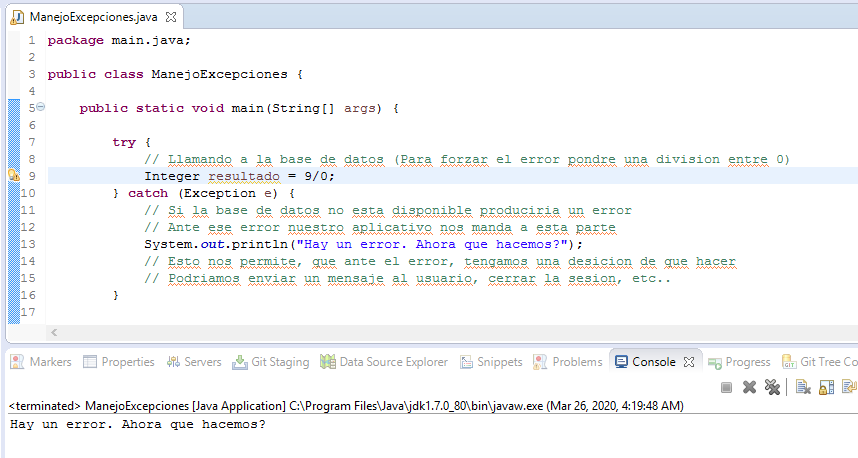 ManejoExcepciones.java
1 package main.java;
2
3 public class ManejoExcepciones {
4
5 public static void main(String[] args) {
6
7 try {
8 // Llamando a la base de datos (Para forzar el error pondre una division entre 0)
9 Integer resultado = 9/0;
10 } catch (Exception e) {
11 // Si la base de datos no esta disponible produciria un error
12 // Ante ese error nuestro aplicativo nos manda a esta parte
13 System.out.println("Hay un error. Ahora que hacemos?");
14 // Esto nos permite, que ante el error, tengamos una desicion de que hacer
15 // Podriamos enviar un mensaje al usuario, cerrar la sesion, etc..
16 }
17
Markers Properties Servers Git Staging Data Source Explorer Snippets Problems Console Progress Git Tree Co
<terminated> ManejoExcepciones [Java Application] C:\Program Files\Java\jdk1.7.0_80\bin\javaw.exe (Mar 26, 2020, 4:19:48 AM)
Hay un error. Ahora que hacemos?